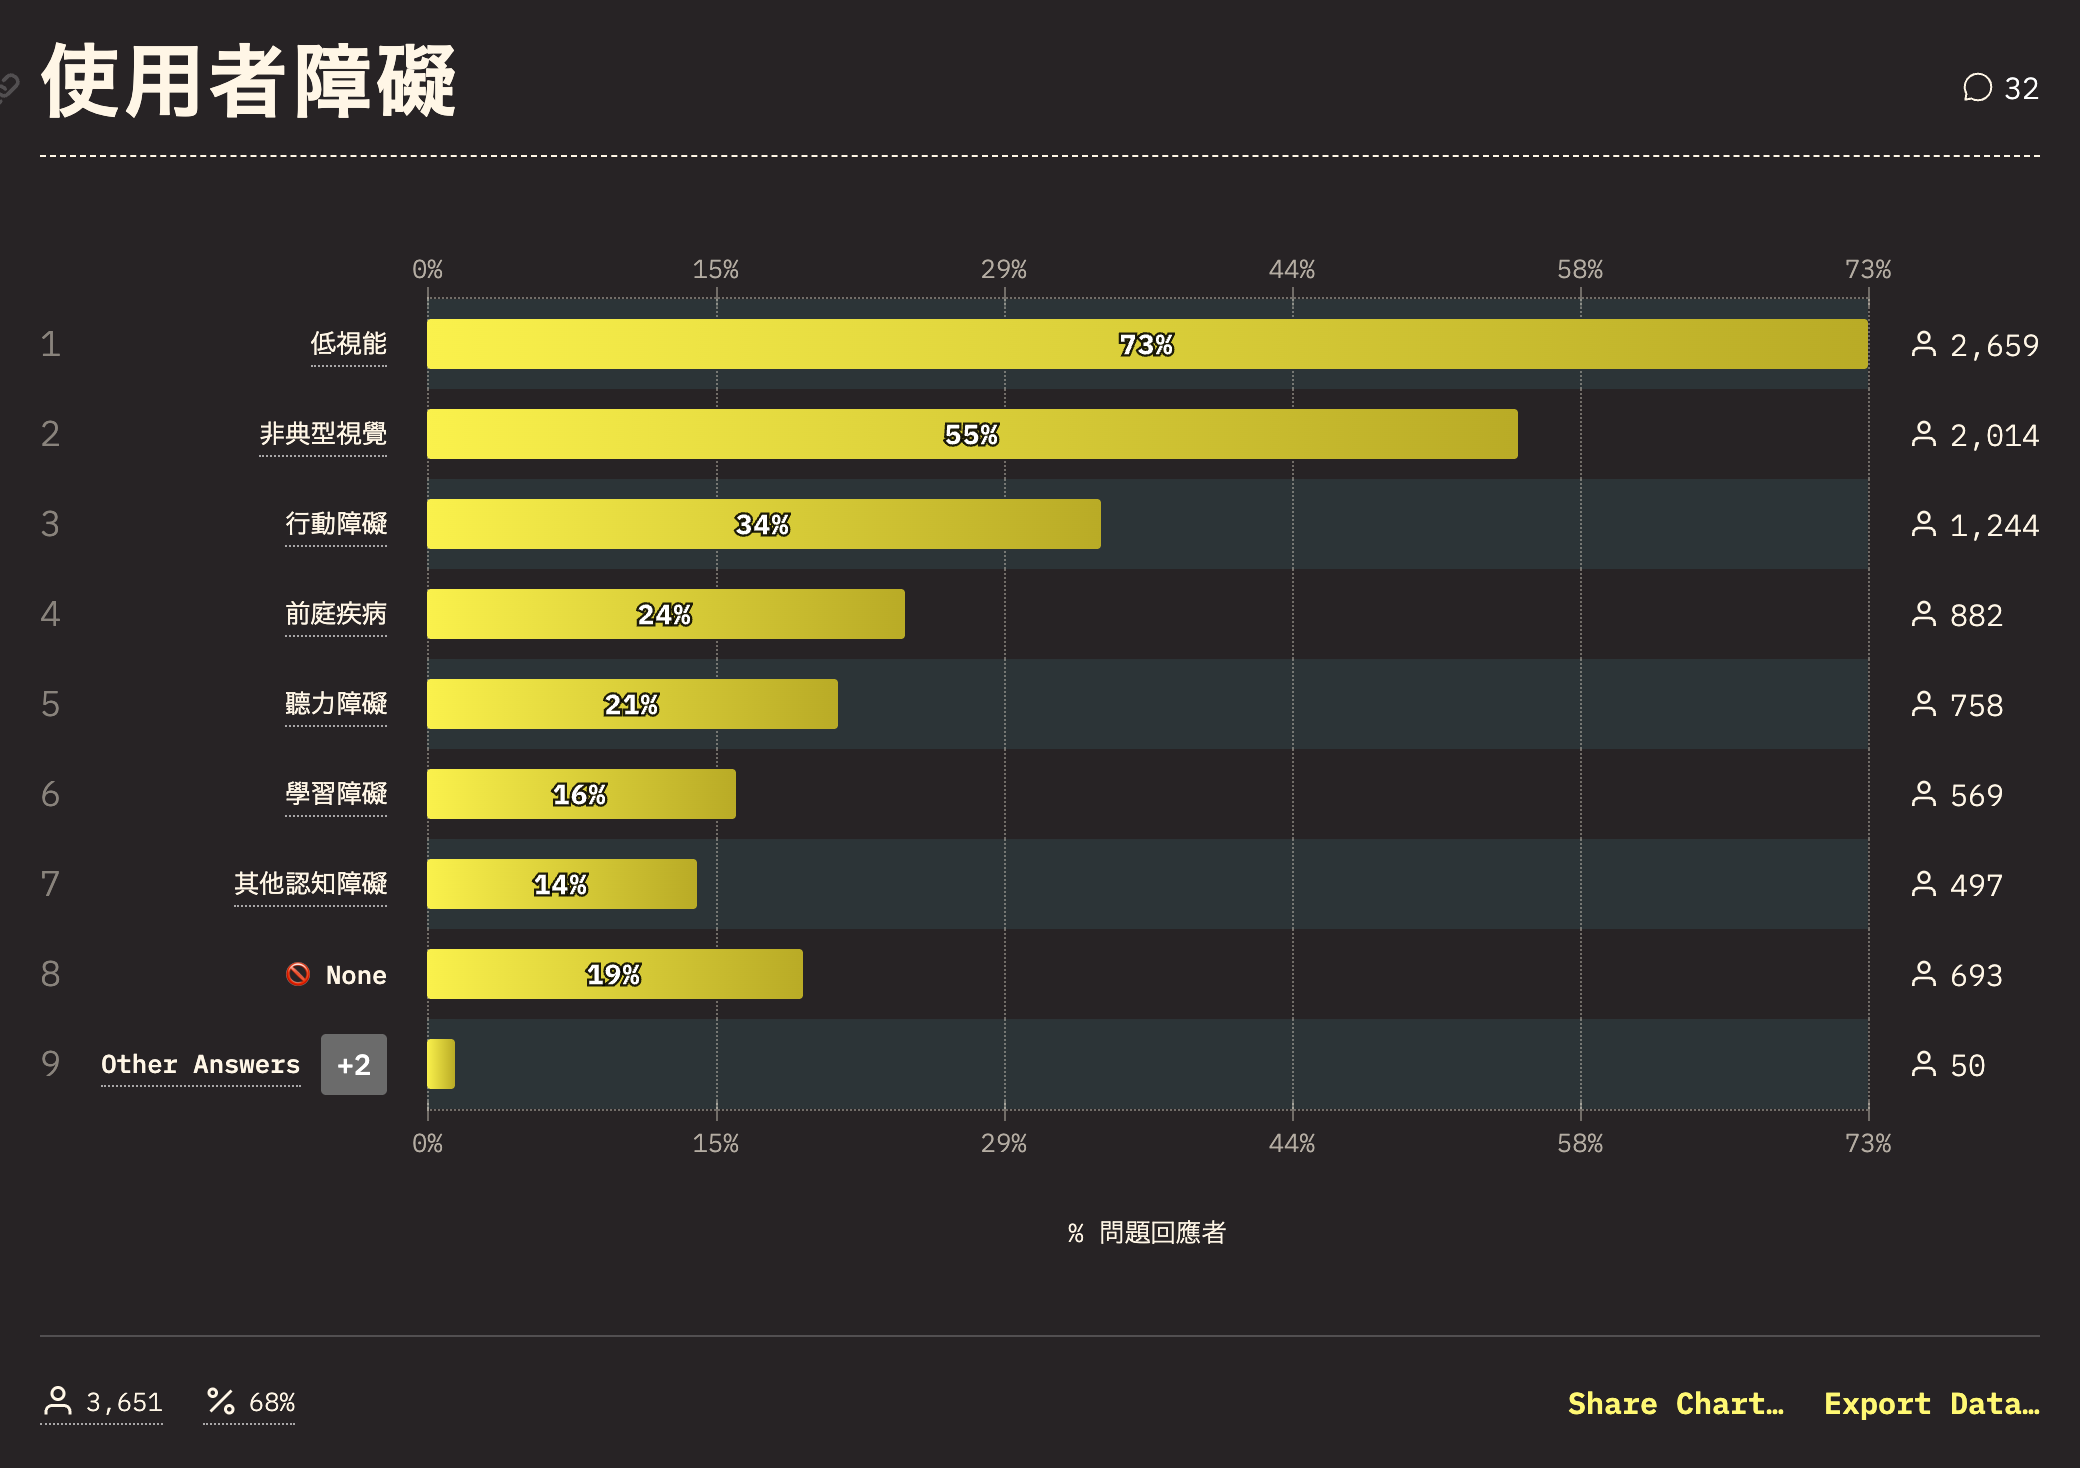 使用者障礙
32
0% 15% 29% 44% 58% 73%
1 低視能 73% 2,659
2 非典型視覺 55% 2,014
3 行動障礙 34% 1,244
4 前庭疾病 24% 882
5 聽力障礙 21% 758
6 學習障礙 16% 569
7 其他認知障礙 14% 497
8 None 19% 693
9 Other Answers +2 50
0% 15% 29% 44% 58% 73%
% 問題回應者
3,651 68% Share Chart… Export Data…